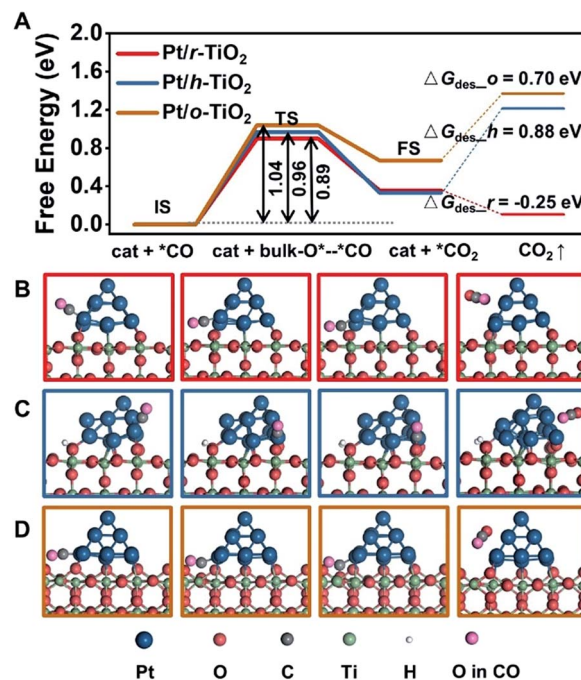 A
2.0
1.6
1.2
0.8
0.4
0.0
Free Energy (eV)
Pt/r-TiO2
Pt/h-TiO2
Pt/o-TiO2
IS
TS
FS
1.04
0.96
0.89
△Gdes_o = 0.70 eV
△Gdes_h = 0.88 eV
△Gdes_r = -0.25 eV
cat + *CO
cat + bulk-O*--*CO
cat + *CO2
CO2↑
B
C
D
Pt
O
C
Ti
H
O in CO